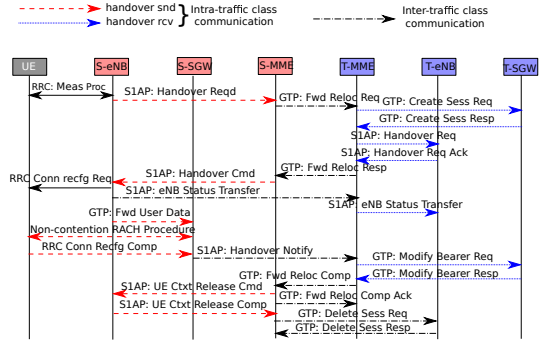 handover snd
handover rcv
Intra-traffic class
communication
Inter-traffic class
communication
UE
S-eNB
S-SGW
S-MME
T-MME
T-eNB
T-SGW
RRC: Meas Proc
S1AP: Handover Reqd
GTP: Fwd Reloc Req
GTP: Create Sess Req
GTP: Create Sess Resp
S1AP: Handover Req
S1AP: Handover Req Ack
GTP: Fwd Reloc Resp
S1AP: Handover Cmd
RRC Conn recfg Req
S1AP: eNB Status Transfer
S1AP: eNB Status Transfer
GTP: Fwd User Data
Non-contention RACH Procedure
RRC Conn Recfg Comp
S1AP: Handover Notify
GTP: Modify Bearer Req
GTP: Modify Bearer Resp
GTP: Fwd Reloc Comp
S1AP: UE Ctxt Release Cmd
GTP: Fwd Reloc Comp Ack
S1AP: UE Ctxt Release Comp
GTP: Delete Sess Req
GTP: Delete Sess Resp